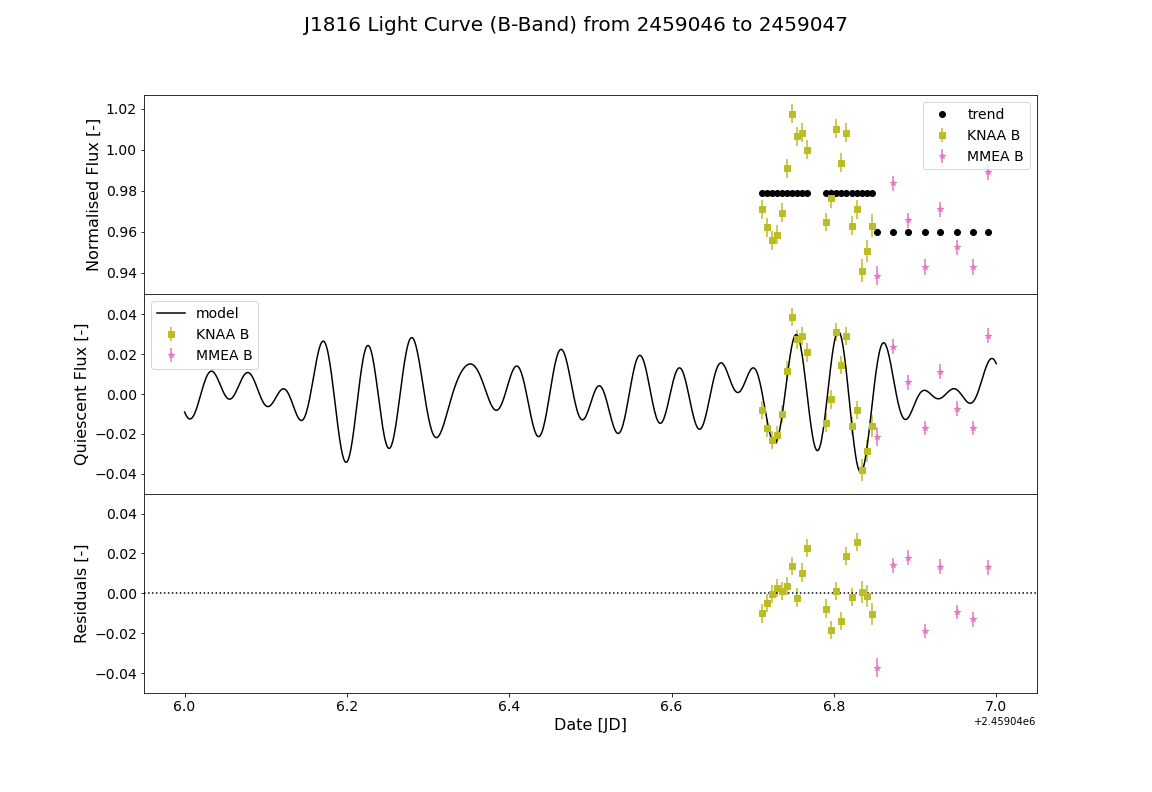 J1816 Light Curve (B-Band) from 2459046 to 2459047
Normalised Flux [-]
1.02
1.00
0.98
0.96
0.94
trend
KNAA B
MMEA B
Quiescent Flux [-]
0.04
0.02
0.00
−0.02
−0.04
model
KNAA B
MMEA B
Residuals [-]
0.04
0.02
0.00
−0.02
−0.04
6.0 6.2 6.4 6.6 6.8 7.0
+2.45904e6
Date [JD]